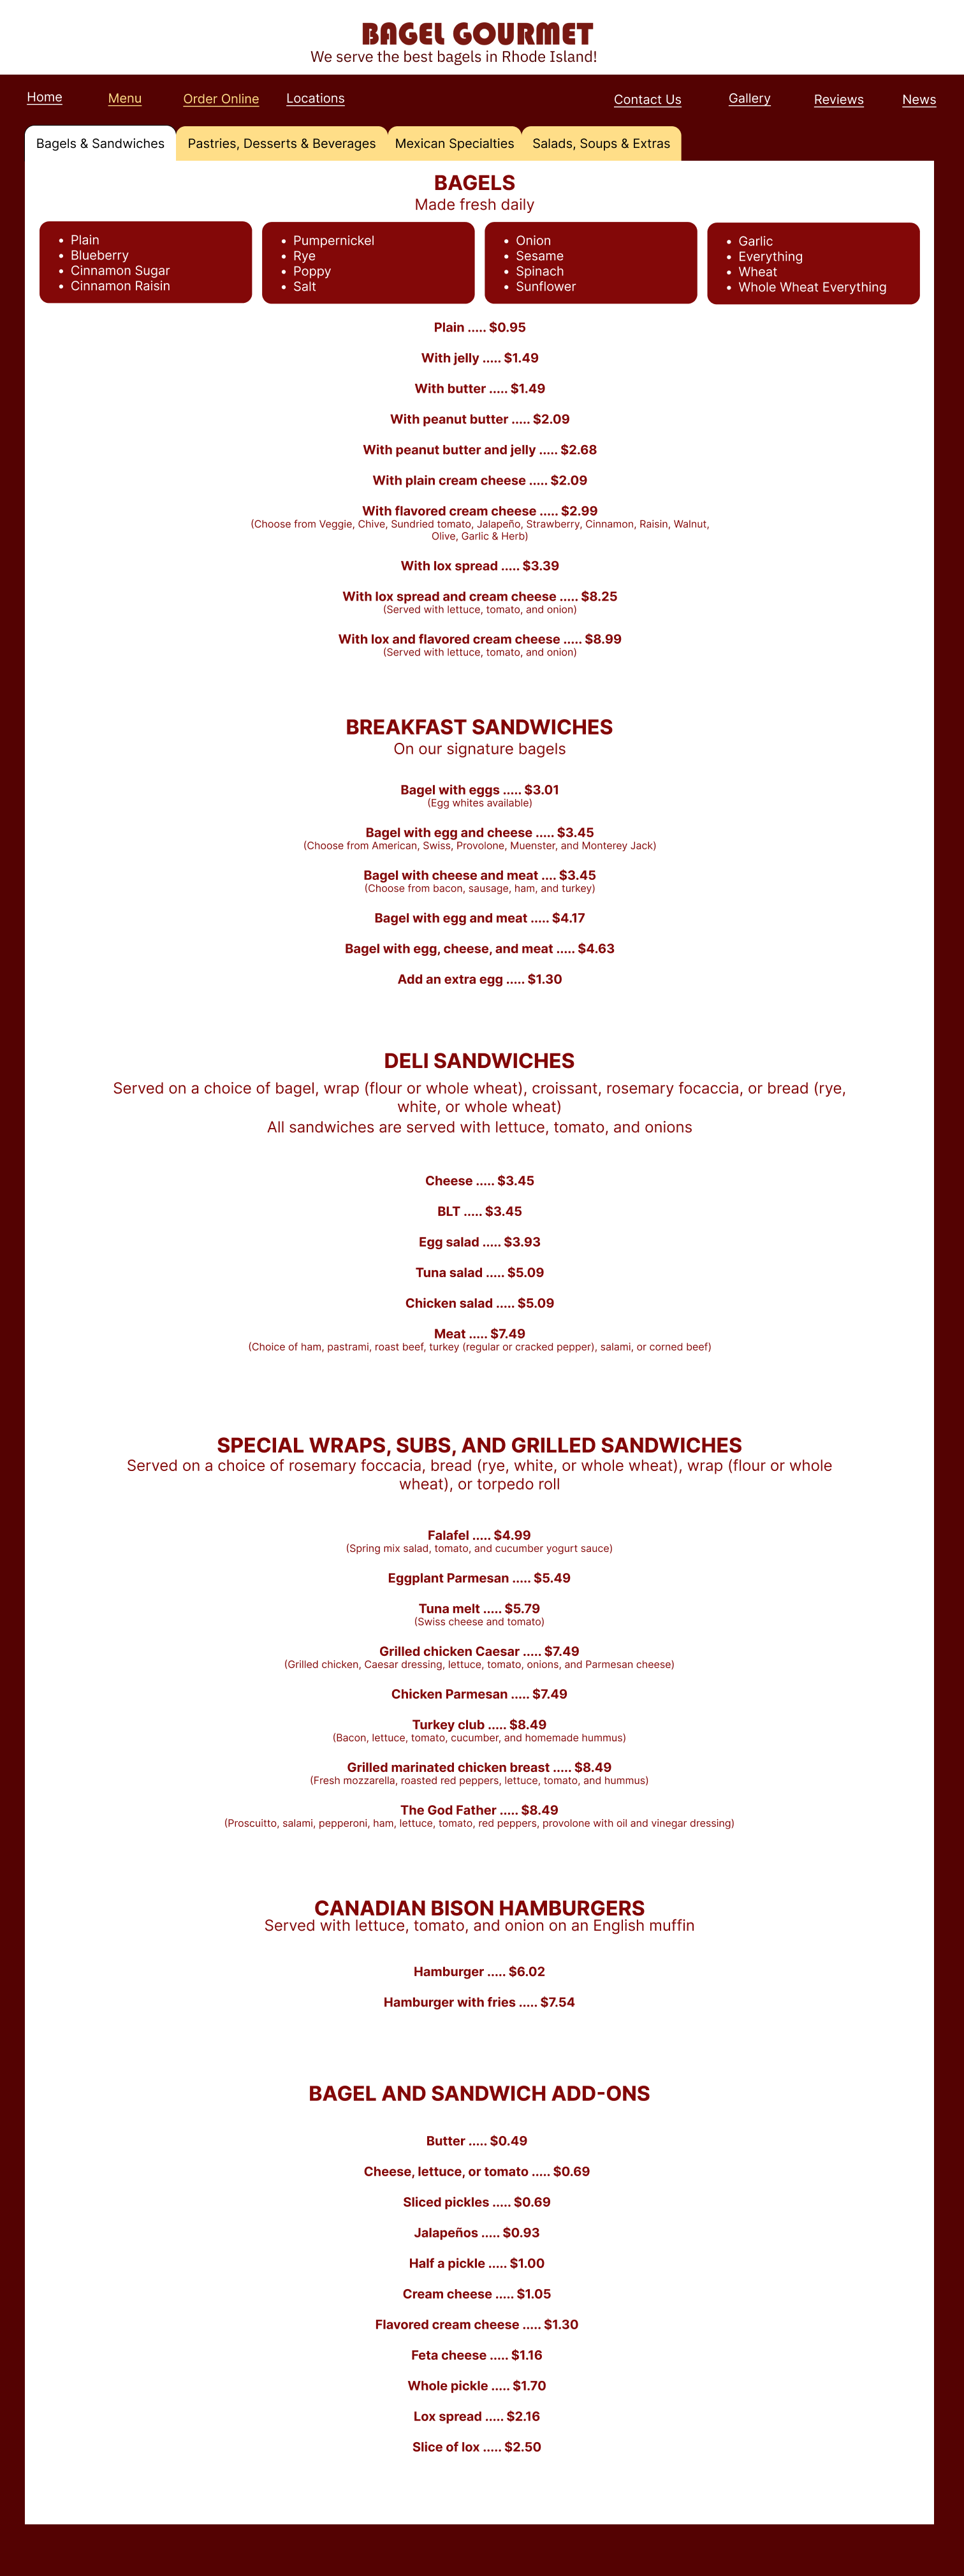 BAGEL GOURMET
We serve the best bagels in Rhode Island!
Home Menu Order Online Locations Contact Us Gallery Reviews News
Bagels & Sandwiches Pastries, Desserts & Beverages Mexican Specialties Salads, Soups & Extras
BAGELS
Made fresh daily
• Plain
• Blueberry
• Cinnamon Sugar
• Cinnamon Raisin
• Pumpernickel
• Rye
• Poppy
• Salt
• Onion
• Sesame
• Spinach
• Sunflower
• Garlic
• Everything
• Wheat
• Whole Wheat Everything
Plain ..... $0.95
With jelly ..... $1.49
With butter ..... $1.49
With peanut butter ..... $2.09
With peanut butter and jelly ..... $2.68
With plain cream cheese ..... $2.09
With flavored cream cheese ..... $2.99
(Choose from Veggie, Chive, Sundried tomato, Jalapeño, Strawberry, Cinnamon, Raisin, Walnut,
Olive, Garlic & Herb)
With lox spread ..... $3.39
With lox spread and cream cheese ..... $8.25
(Served with lettuce, tomato, and onion)
With lox and flavored cream cheese ..... $8.99
(Served with lettuce, tomato, and onion)
BREAKFAST SANDWICHES
On our signature bagels
Bagel with eggs ..... $3.01
(Egg whites available)
Bagel with egg and cheese ..... $3.45
(Choose from American, Swiss, Provolone, Muenster, and Monterey Jack)
Bagel with cheese and meat .... $3.45
(Choose from bacon, sausage, ham, and turkey)
Bagel with egg and meat ..... $4.17
Bagel with egg, cheese, and meat ..... $4.63
Add an extra egg ..... $1.30
DELI SANDWICHES
Served on a choice of bagel, wrap (flour or whole wheat), croissant, rosemary focaccia, or bread (rye,
white, or whole wheat)
All sandwiches are served with lettuce, tomato, and onions
Cheese ..... $3.45
BLT ..... $3.45
Egg salad ..... $3.93
Tuna salad ..... $5.09
Chicken salad ..... $5.09
Meat ..... $7.49
(Choice of ham, pastrami, roast beef, turkey (regular or cracked pepper), salami, or corned beef)
SPECIAL WRAPS, SUBS, AND GRILLED SANDWICHES
Served on a choice of rosemary foccacia, bread (rye, white, or whole wheat), wrap (flour or whole
wheat), or torpedo roll
Falafel ..... $4.99
(Spring mix salad, tomato, and cucumber yogurt sauce)
Eggplant Parmesan ..... $5.49
Tuna melt ..... $5.79
(Swiss cheese and tomato)
Grilled chicken Caesar ..... $7.49
(Grilled chicken, Caesar dressing, lettuce, tomato, onions, and Parmesan cheese)
Chicken Parmesan ..... $7.49
Turkey club ..... $8.49
(Bacon, lettuce, tomato, cucumber, and homemade hummus)
Grilled marinated chicken breast ..... $8.49
(Fresh mozzarella, roasted red peppers, lettuce, tomato, and hummus)
The God Father ..... $8.49
(Proscuitto, salami, pepperoni, ham, lettuce, tomato, red peppers, provolone with oil and vinegar dressing)
CANADIAN BISON HAMBURGERS
Served with lettuce, tomato, and onion on an English muffin
Hamburger ..... $6.02
Hamburger with fries ..... $7.54
BAGEL AND SANDWICH ADD-ONS
Butter ..... $0.49
Cheese, lettuce, or tomato ..... $0.69
Sliced pickles ..... $0.69
Jalapeños ..... $0.93
Half a pickle ..... $1.00
Cream cheese ..... $1.05
Flavored cream cheese ..... $1.30
Feta cheese ..... $1.16
Whole pickle ..... $1.70
Lox spread ..... $2.16
Slice of lox ..... $2.50